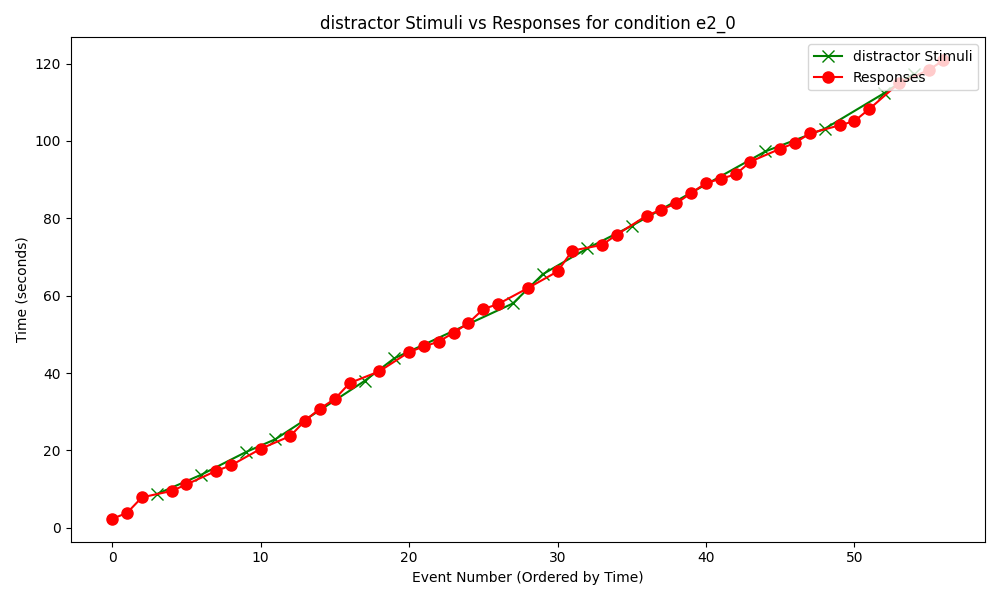 distractor Stimuli vs Responses for condition e2_0
distractor Stimuli
Responses
120
100
80
60
40
20
0
Time (seconds)
0 10 20 30 40 50
Event Number (Ordered by Time)